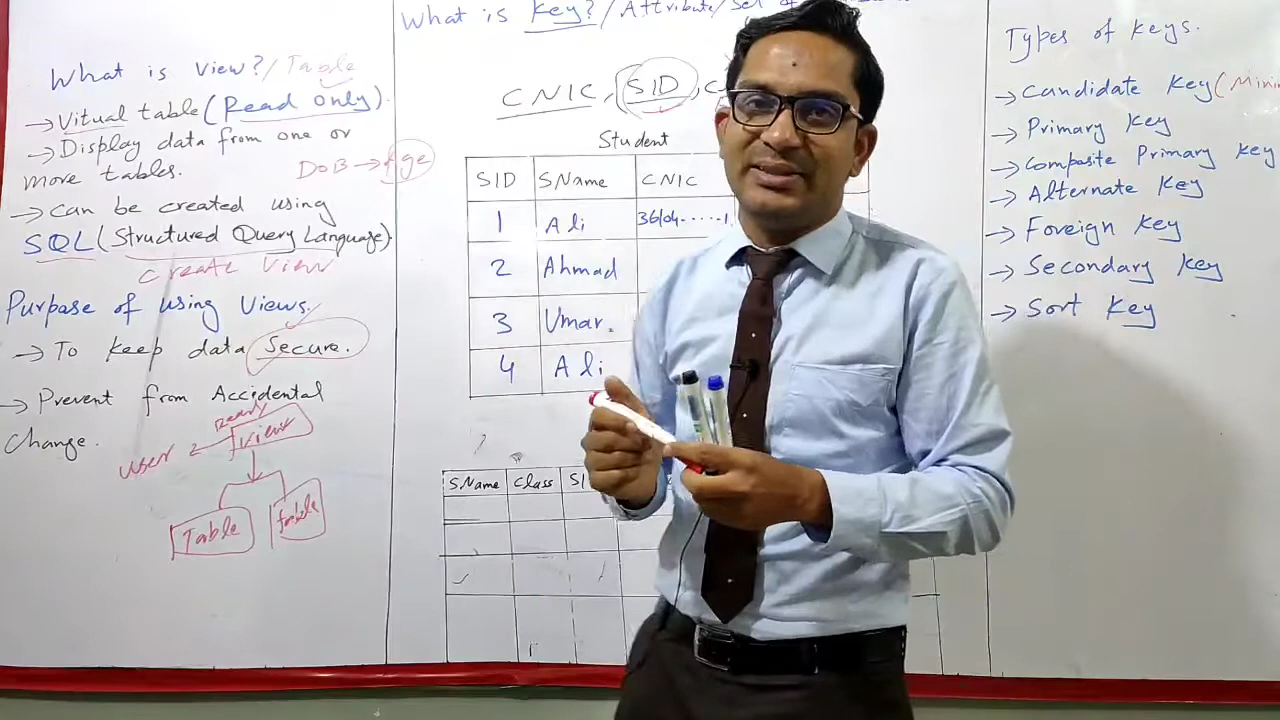 What is View?/Table
→ Vitual table (Read only).
→ Display data from one or
more tables.
DoB → Age
→ can be created using
SQL (Structured Query Language).
Create View
Purpose of using Views.
→ To keep data Secure.
→ Prevent from Accidental
change.
Ready
user
view
Table
table
What is key?/Attribute/Set of
CNIC, SID, C
Student
SID SName CNIC
1 Ali 36104......1
2 Ahmad
3 Umar.
4 Ali
S.Name Class SI
Types of keys.
→ Candidate key (Mini
→ Primary key
→ Composite Primary key
→ Alternate key
→ Foreign key
→ Secondary key
→ Sort key